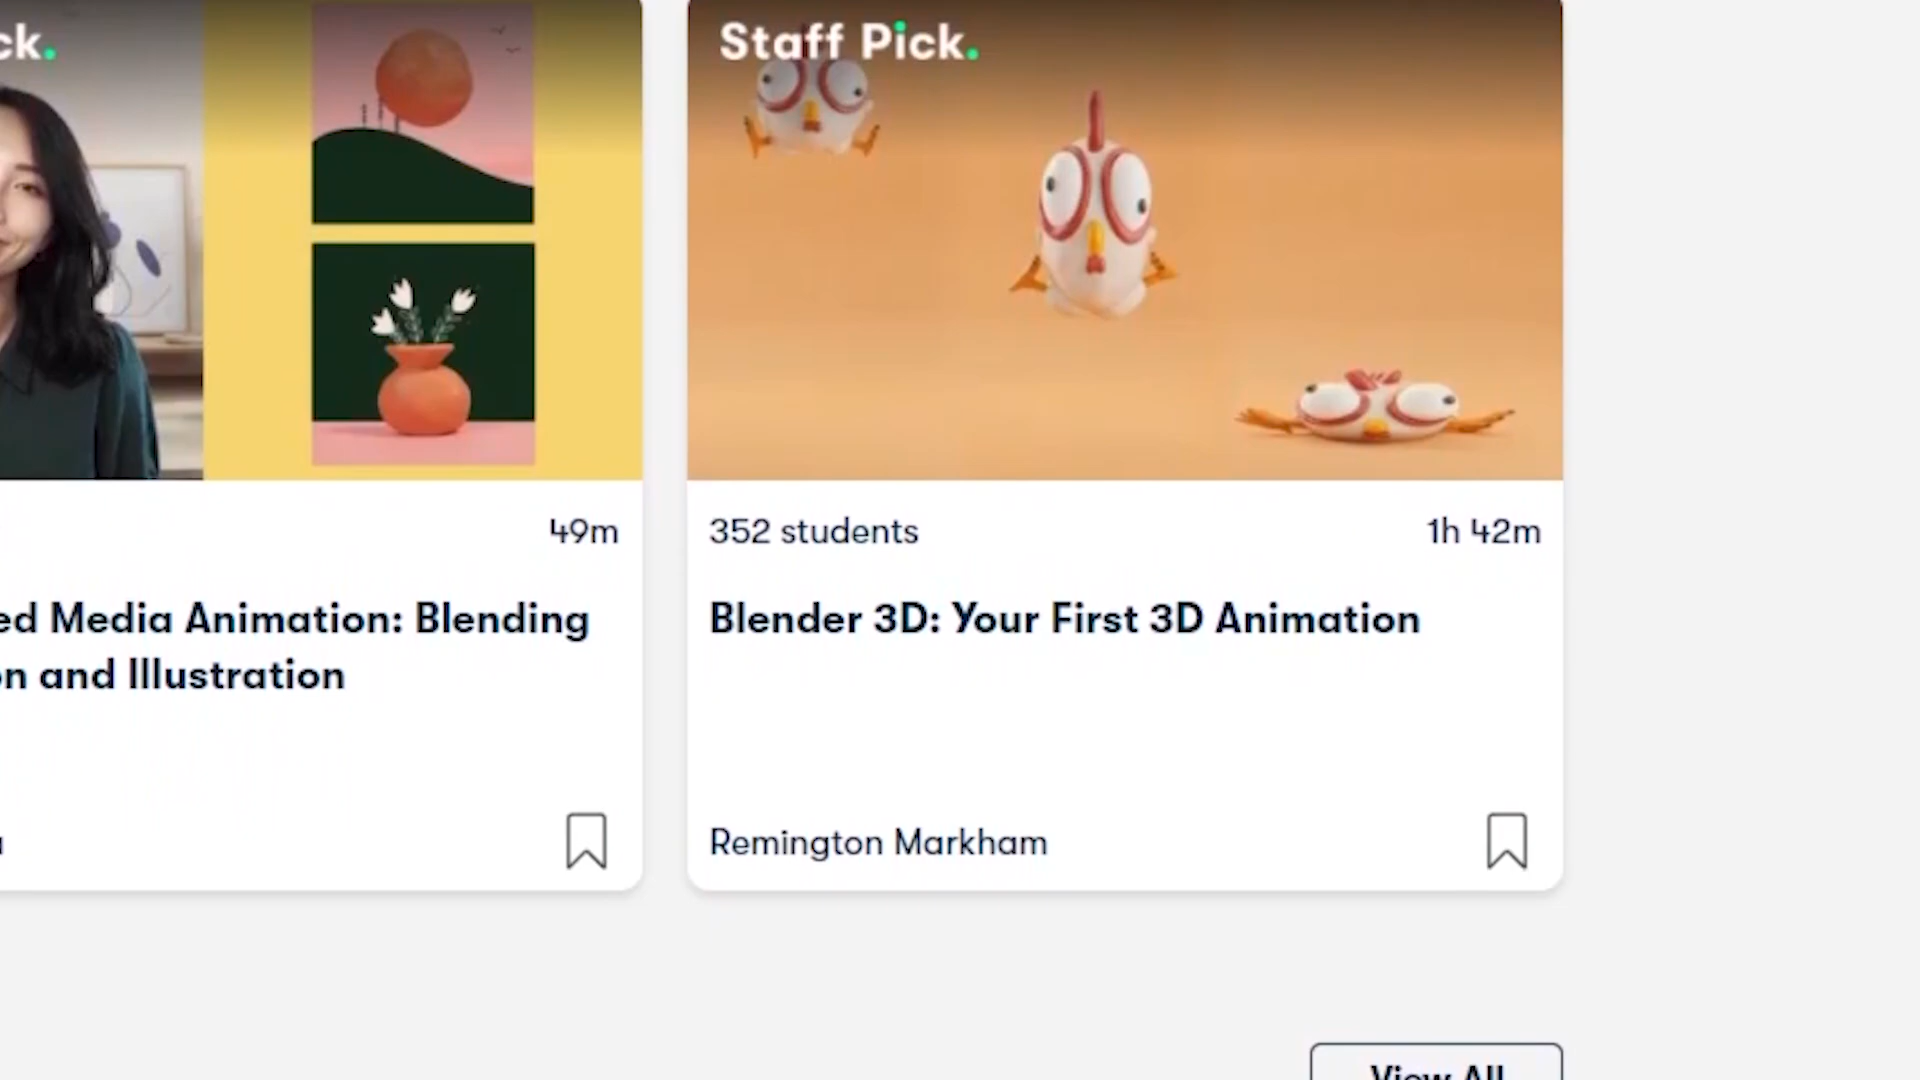 ck.
Staff Pick.
49m
352 students
1h 42m
ed Media Animation: Blending
on and Illustration
Blender 3D: Your First 3D Animation
Remington Markham
View All